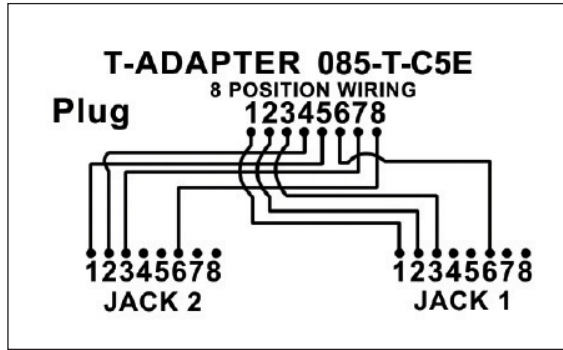 T-ADAPTER 085-T-C5E
8 POSITION WIRING
Plug
12345678
12345678
JACK 2
12345678
JACK 1